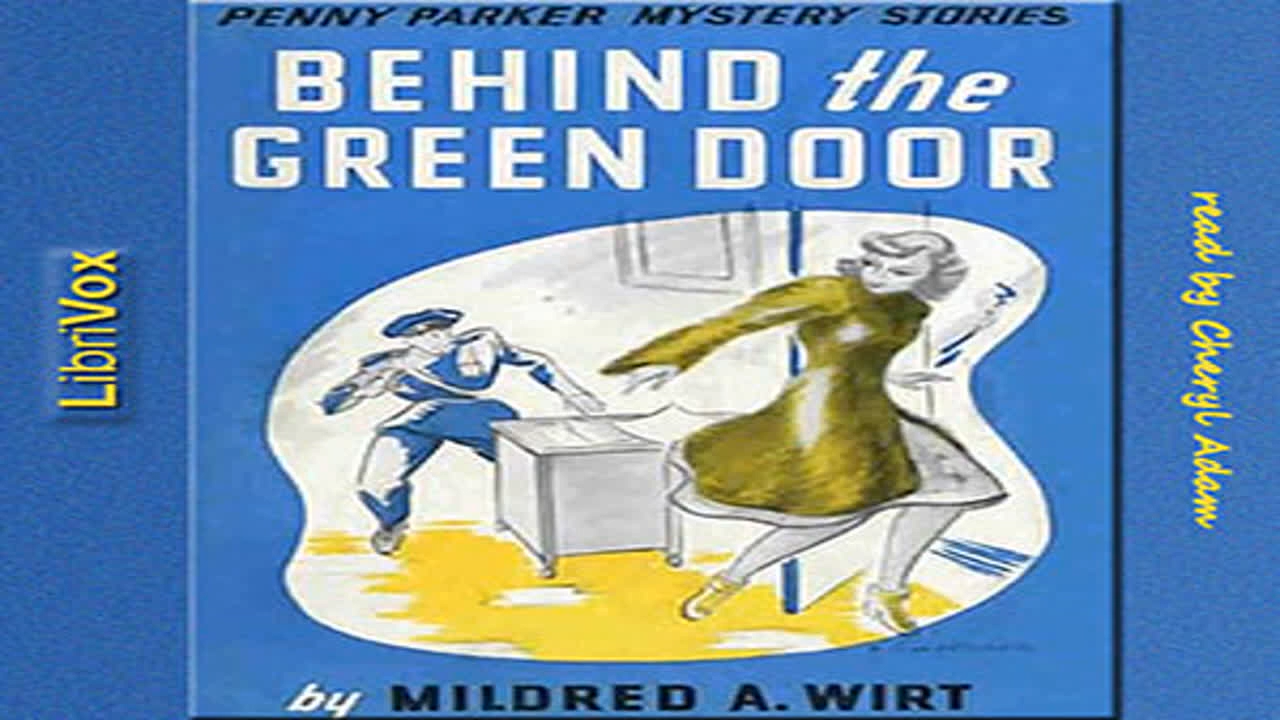 PENNY PARKER MYSTERY STORIES
BEHIND the
GREEN DOOR
by MILDRED A. WIRT
LibriVox
read by Cheryl Adam